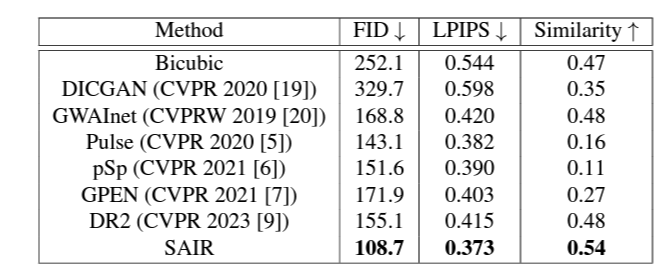 Method FID ↓ LPIPS ↓ Similarity ↑
Bicubic 252.1 0.544 0.47
DICGAN (CVPR 2020 [19]) 329.7 0.598 0.35
GWAInet (CVPRW 2019 [20]) 168.8 0.420 0.48
Pulse (CVPR 2020 [5]) 143.1 0.382 0.16
pSp (CVPR 2021 [6]) 151.6 0.390 0.11
GPEN (CVPR 2021 [7]) 171.9 0.403 0.27
DR2 (CVPR 2023 [9]) 155.1 0.415 0.48
SAIR 108.7 0.373 0.54